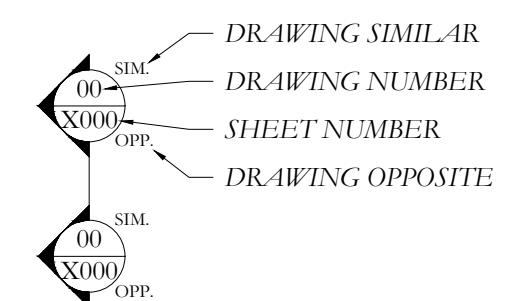 DRAWING SIMILAR
SIM.
00
DRAWING NUMBER
X000
SHEET NUMBER
OPP.
DRAWING OPPOSITE
SIM.
00
X000
OPP.